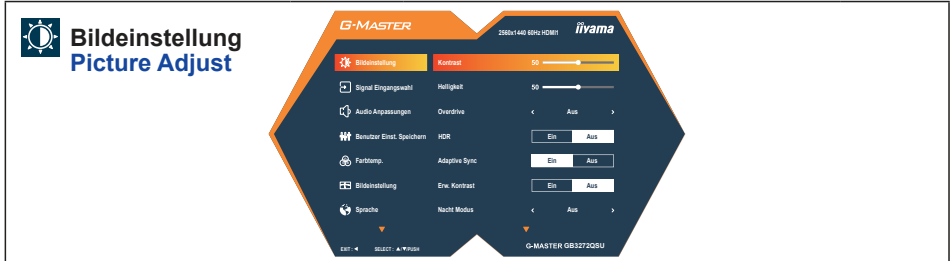 Bildeinstellung
Picture Adjust
G-MASTER
2560x1440 60Hz HDMI1
iiyama
Bildeinstellung
Kontrast
50
Signal Eingangswahl
Helligkeit
50
Audio Anpassungen
Overdrive
‹ Aus ›
Benutzer Einst. Speichern
HDR
Ein Aus
Farbtemp.
Adaptive Sync
Ein Aus
Bildeinstellung
Erw. Kontrast
Ein Aus
Sprache
Nacht Modus
‹ Aus ›
EXIT : ◄ SELECT : ▲/▼/PUSH
G-MASTER GB3272QSU